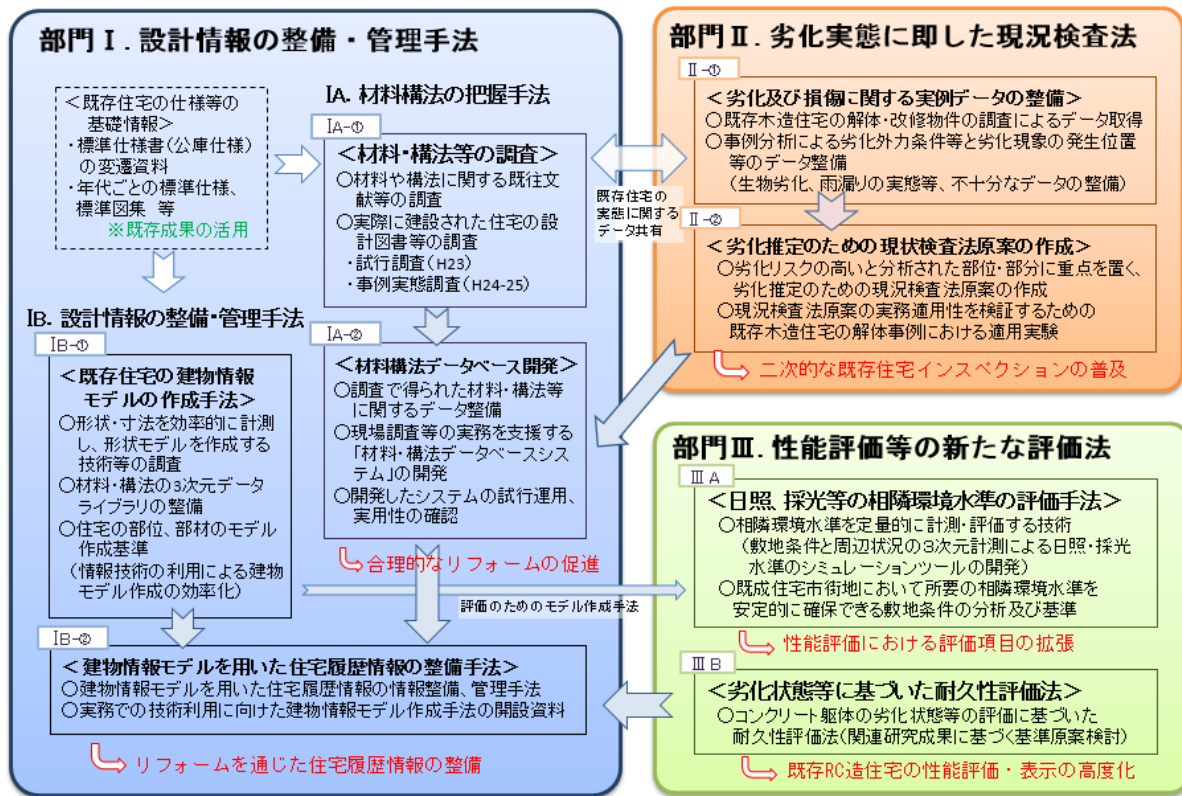 部門Ⅰ.設計情報の整備・管理手法
＜既存住宅の仕様等の
基礎情報＞
・標準仕様書(公庫仕様)
の変遷資料
・年代ごとの標準仕様、
標準図集 等
※既存成果の活用
ⅠA. 材料構法の把握手法
ⅠA-①
＜材料・構法等の調査＞
○材料や構法に関する既往文
献等の調査
○実際に建設された住宅の設
計図書等の調査
・試行調査(H23)
・事例実態調査(H24-25)
ⅠA-②
＜材料構法データベース開発＞
○調査で得られた材料・構法等
に関するデータ整備
○現場調査等の実務を支援する
「材料・構法データベースシス
テム」の開発
○開発したシステムの試行運用、
実用性の確認
合理的なリフォームの促進
ⅠB. 設計情報の整備・管理手法
ⅠB-①
＜既存住宅の建物情報
モデルの作成手法＞
○形状・寸法を効率的に計測
し、形状モデルを作成する
技術等の調査
○材料・構法の3次元データ
ライブラリの整備
○住宅の部位、部材のモデル
作成基準
(情報技術の利用による建物
モデル作成の効率化)
評価のためのモデル作成手法
ⅠB-②
＜建物情報モデルを用いた住宅履歴情報の整備手法＞
○建物情報モデルを用いた住宅履歴情報の情報整備、管理手法
○実務での技術利用に向けた建物情報モデル作成手法の開設資料
リフォームを通じた住宅履歴情報の整備
既存住宅の
実態に関する
データ共有
部門Ⅱ.劣化実態に即した現況検査法
Ⅱ-①
＜劣化及び損傷に関する実例データの整備＞
○既存木造住宅の解体・改修物件の調査によるデータ取得
○事例分析による劣化外力条件等と劣化現象の発生位置
等のデータ整備
(生物劣化、雨漏りの実態等、不十分なデータの整備)
Ⅱ-②
＜劣化推定のための現状検査法原案の作成＞
○劣化リスクの高いと分析された部位・部分に重点を置く、
劣化推定のための現況検査法原案の作成
○現況検査法原案の実務適用性を検証するための
既存木造住宅の解体事例における適用実験
二次的な既存住宅インスペクションの普及
部門Ⅲ.性能評価等の新たな評価法
ⅢA
＜日照、採光等の相隣環境水準の評価手法＞
○相隣環境水準を定量的に計測・評価する技術
(敷地条件と周辺状況の3次元計測による日照・採光
水準のシミュレーションツールの開発)
○既成住宅市街地において所要の相隣環境水準を
安定的に確保できる敷地条件の分析及び基準
性能評価における評価項目の拡張
ⅢB
＜劣化状態等に基づいた耐久性評価法＞
○コンクリート躯体の劣化状態等の評価に基づいた
耐久性評価法(関連研究成果に基づく基準原案検討)
既存RC造住宅の性能評価・表示の高度化